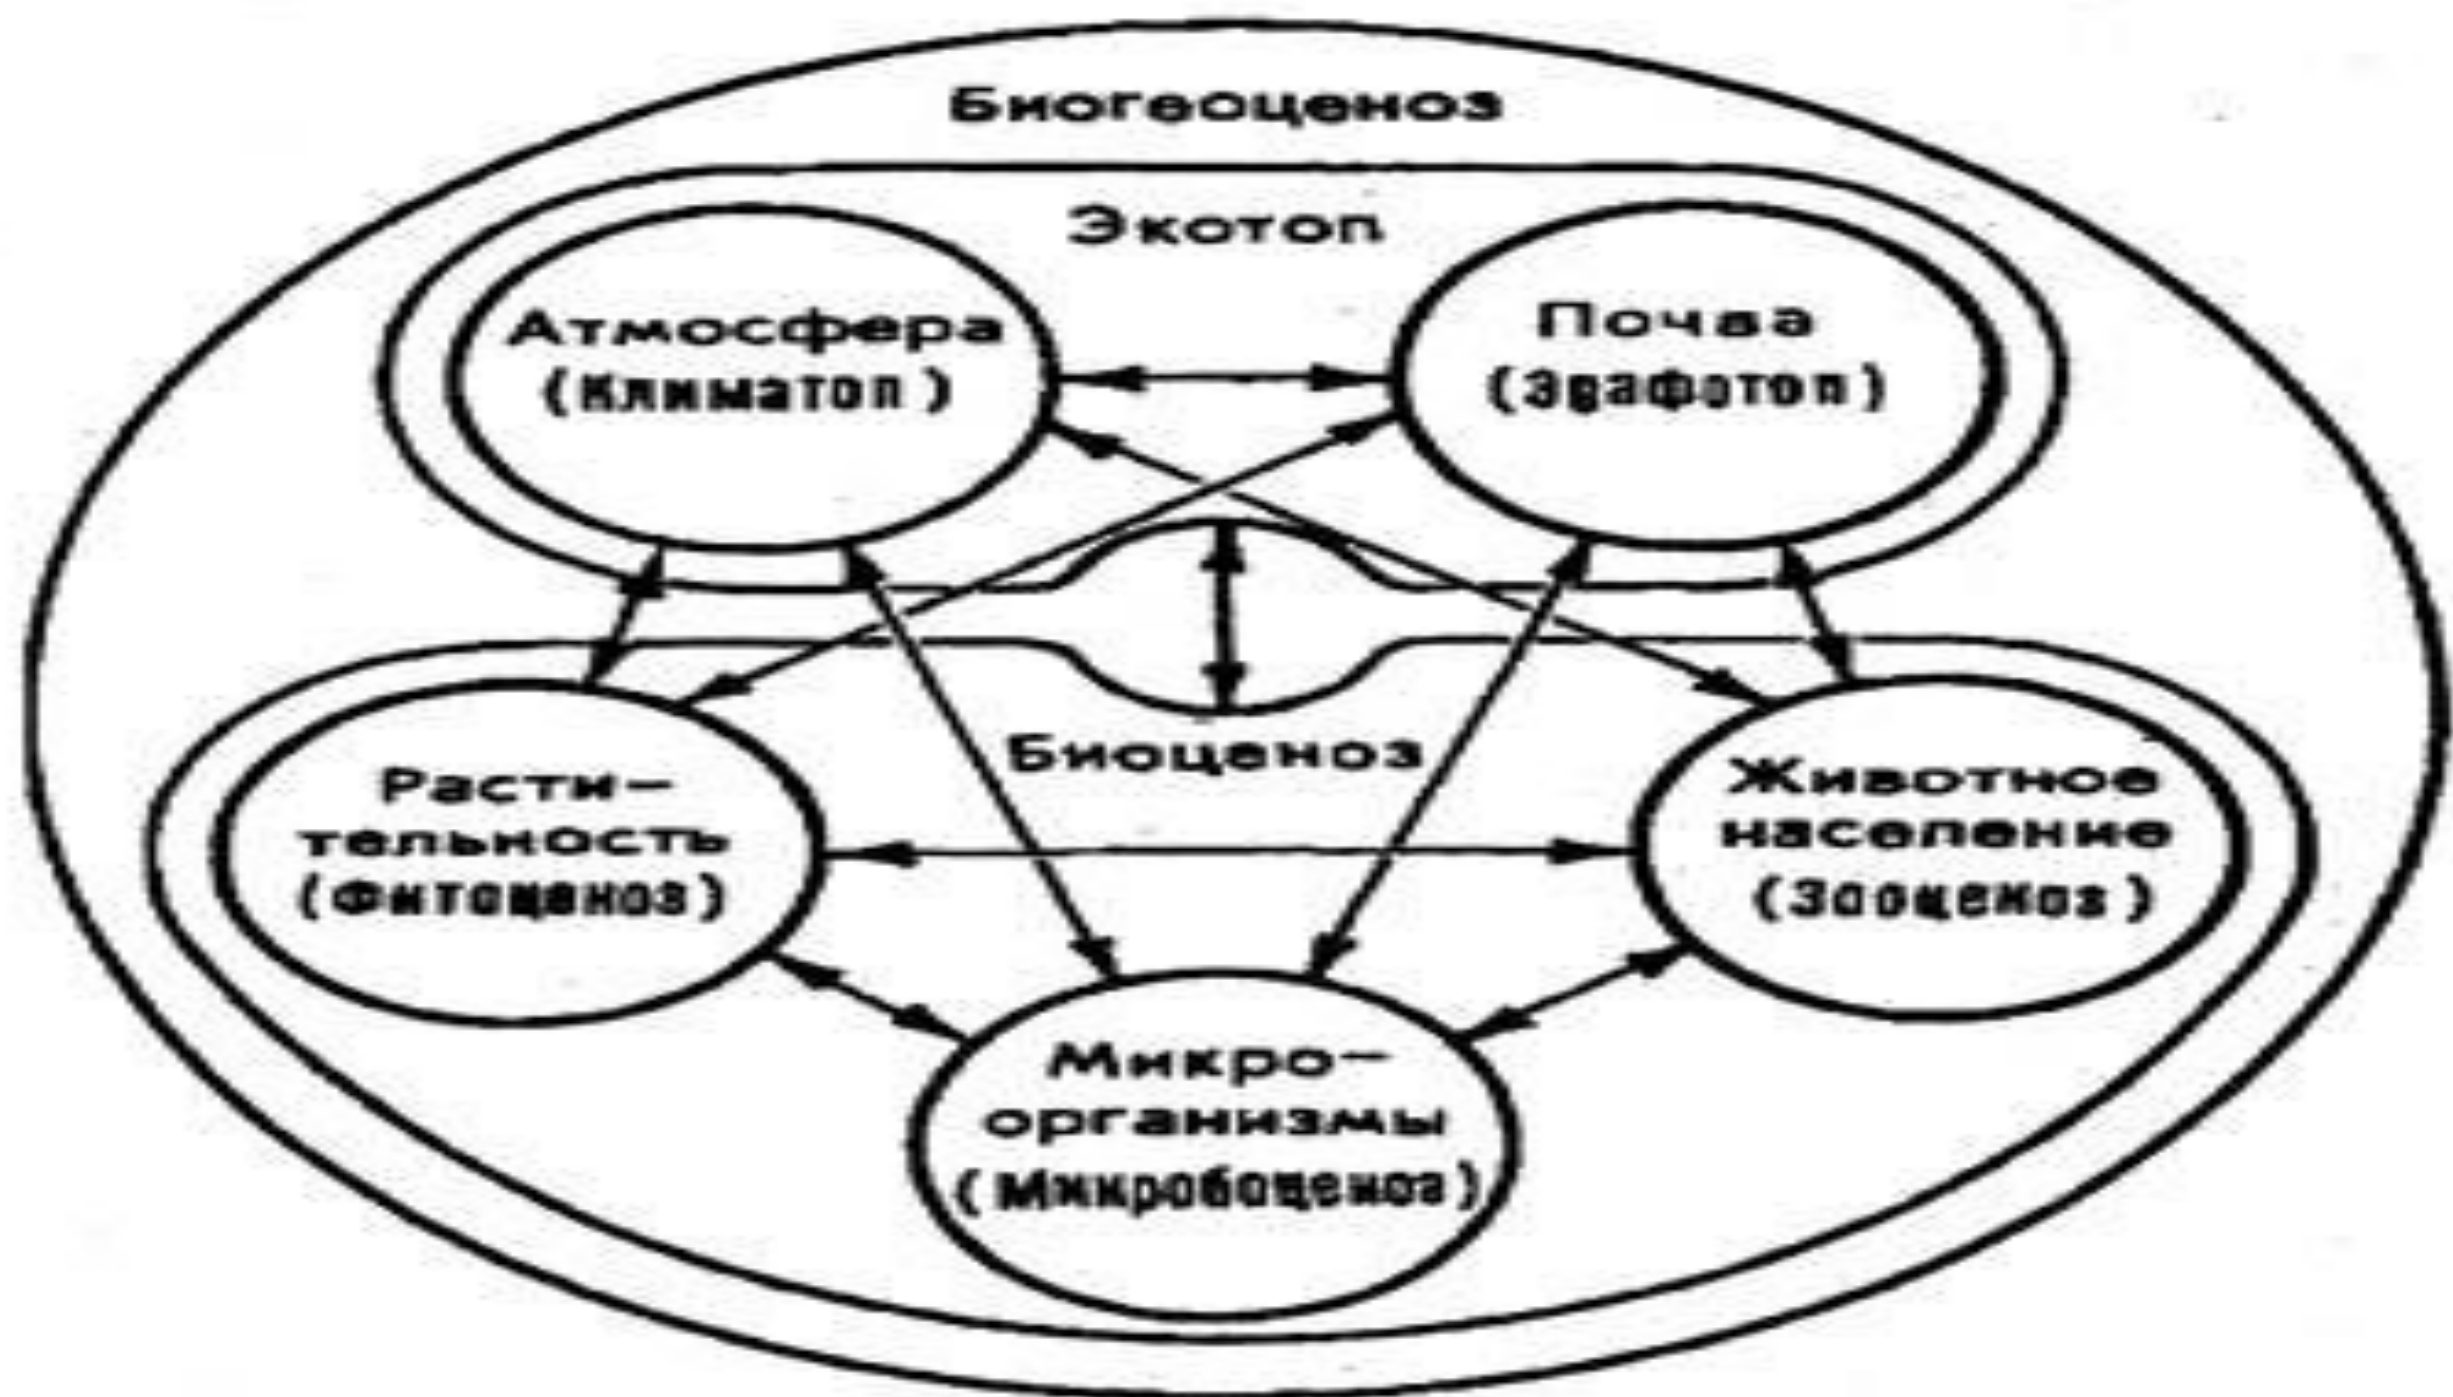 Биогеоценоз
Экотоп
Атмосфера
(Климатоп)
Почва
(Эдафотоп)
Биоценоз
Расти-
тельность
(Фитоценоз)
Животное
население
(Зооценоз)
Микро-
организмы
(Микробоценоз)